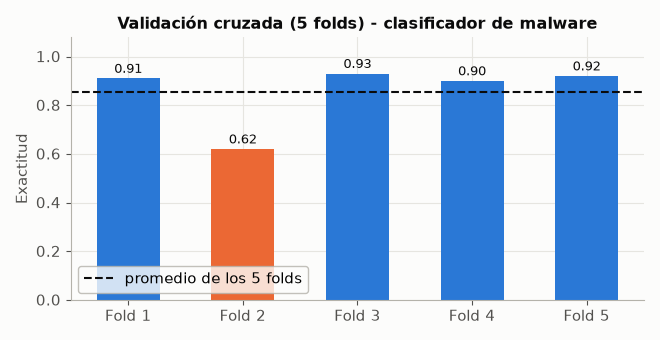 Validación cruzada (5 folds) - clasificador de malware
Exactitud
1.0
0.8
0.6
0.4
0.2
0.0
0.91
0.62
0.93
0.90
0.92
promedio de los 5 folds
Fold 1
Fold 2
Fold 3
Fold 4
Fold 5